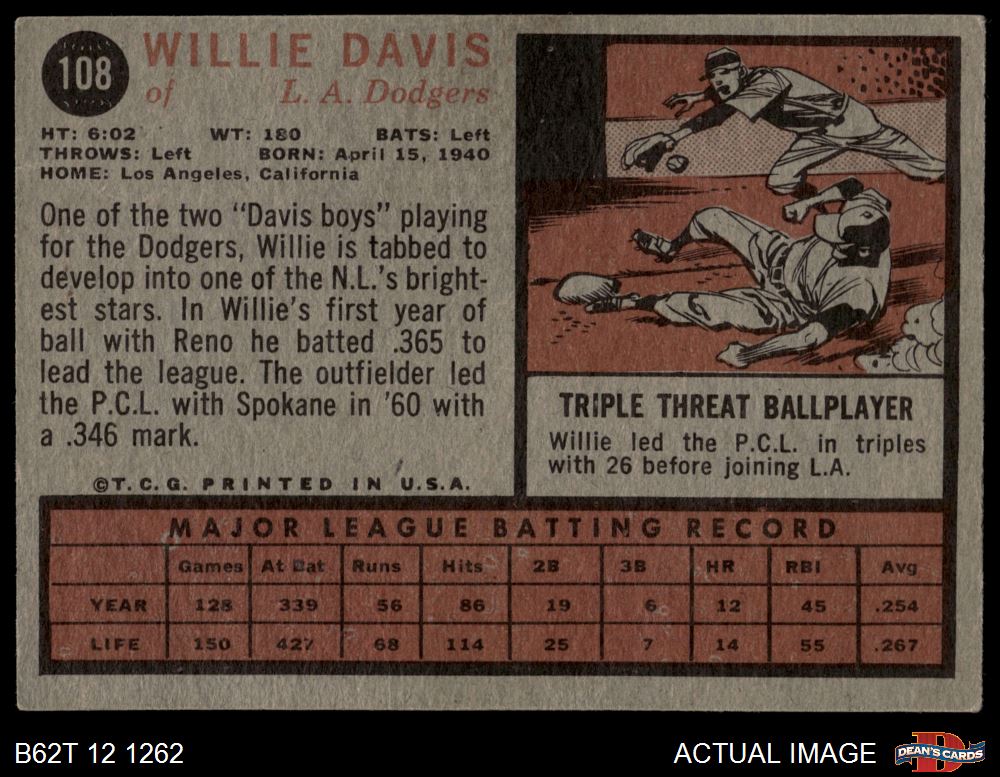 108
WILLIE DAVIS
of L. A. Dodgers
HT: 6:02 WT: 180 BATS: Left
THROWS: Left BORN: April 15, 1940
HOME: Los Angeles, California
One of the two "Davis boys" playing
for the Dodgers, Willie is tabbed to
develop into one of the N.L.'s bright-
est stars. In Willie's first year of
ball with Reno he batted .365 to
lead the league. The outfielder led
the P.C.L. with Spokane in '60 with
a .346 mark.
©T.C.G. PRINTED IN U.S.A.
TRIPLE THREAT BALLPLAYER
Willie led the P.C.L. in triples
with 26 before joining L.A.
MAJOR LEAGUE BATTING RECORD
Games At Bat Runs Hits 2B 3B HR RBI Avg
YEAR 128 339 56 86 19 6 12 45 .254
LIFE 150 427 68 114 25 7 14 55 .267
B62T 12 1262
ACTUAL IMAGE
D
DEAN'S CARDS